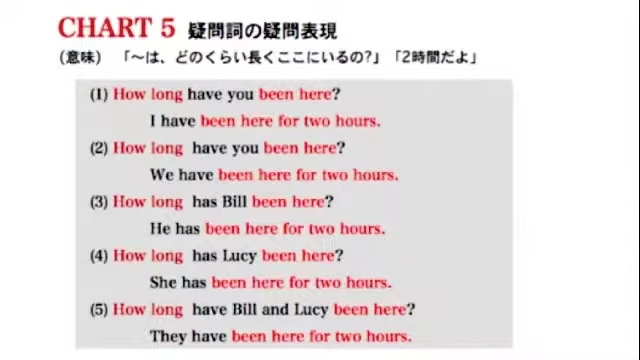 CHART 5 疑問詞の疑問表現
(意味) 「〜は、どのくらい長くここにいるの?」「2時間だよ」
(1) How long have you been here?
I have been here for two hours.
(2) How long have you been here?
We have been here for two hours.
(3) How long has Bill been here?
He has been here for two hours.
(4) How long has Lucy been here?
She has been here for two hours.
(5) How long have Bill and Lucy been here?
They have been here for two hours.